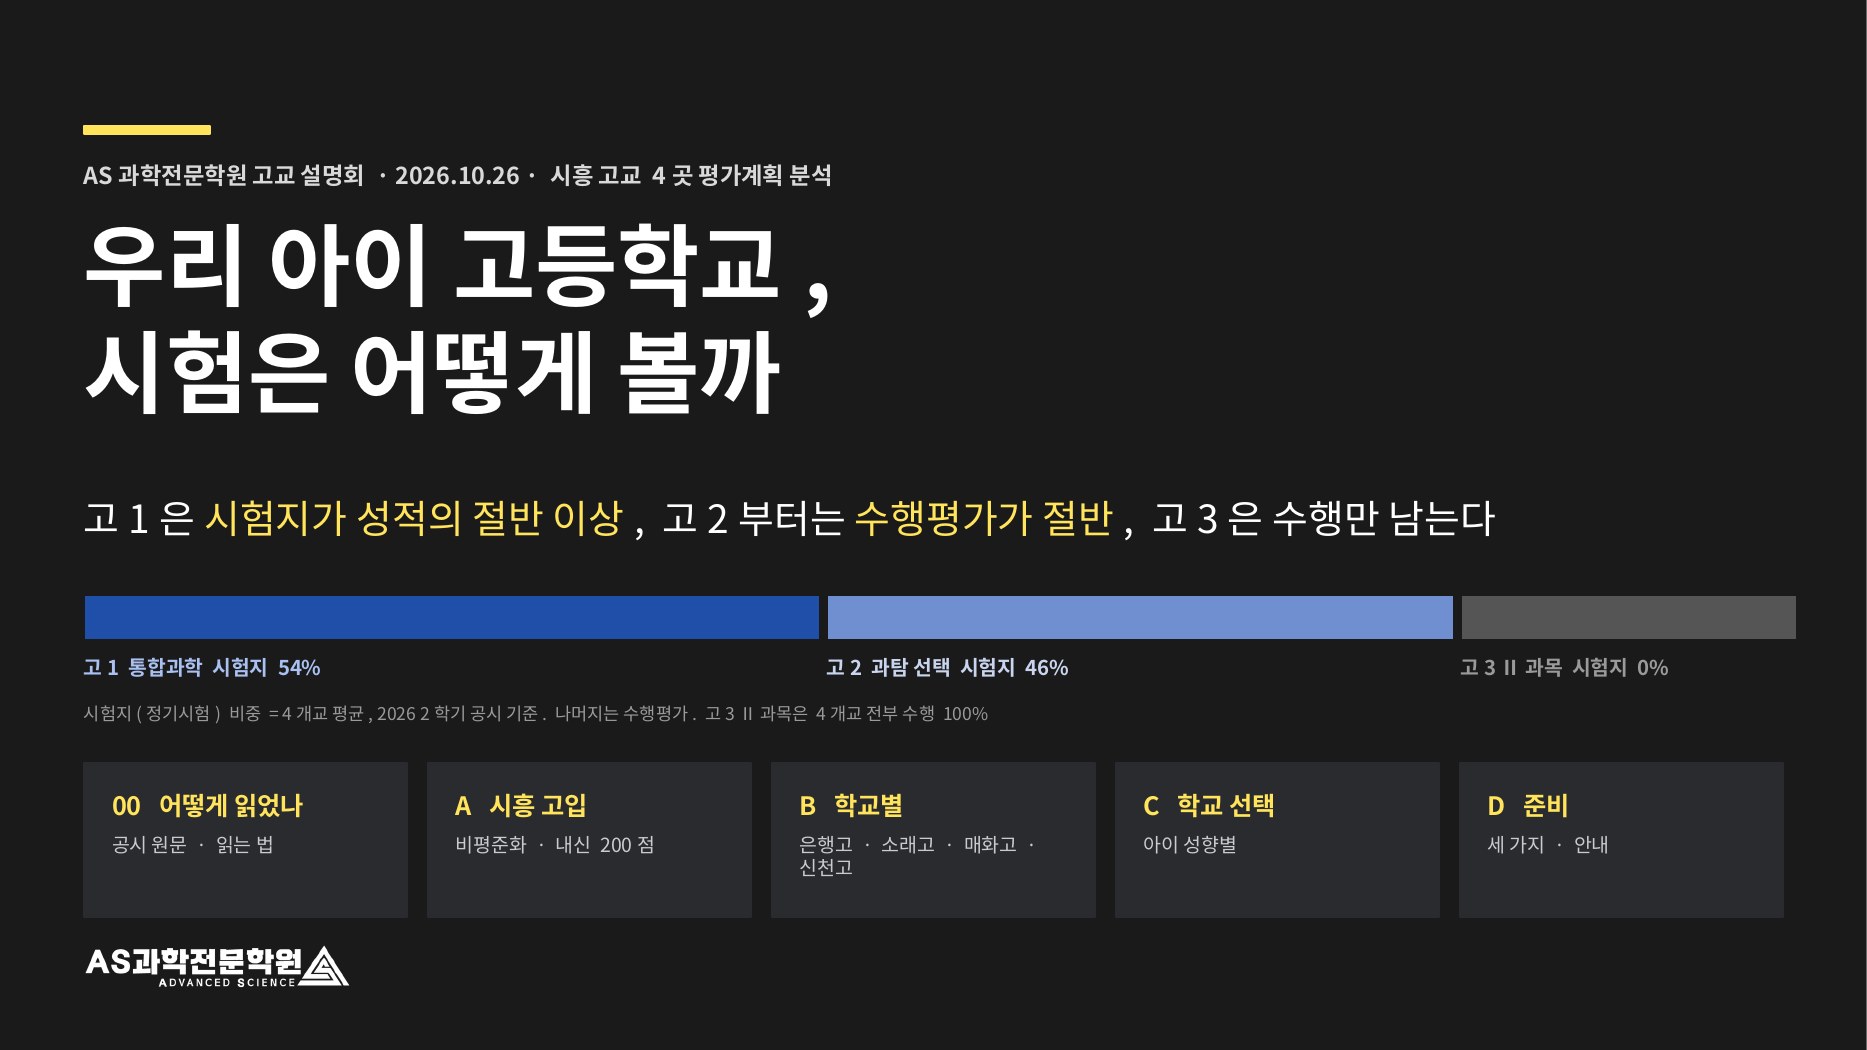 AS 과학전문학원 고교 설명회 · 2026.10.26 · 시흥 고교 4 곳 평가계획 분석
우리 아이 고등학교 ,
시험은 어떻게 볼까
고 1 은 시험지가 성적의 절반 이상 , 고 2 부터는 수행평가가 절반 , 고 3 은 수행만 남는다
고 1 통합과학 시험지 54%
고 2 과탐 선택 시험지 46%
고 3 Ⅱ 과목 시험지 0%
시험지 ( 정기시험 ) 비중 = 4 개교 평균 , 2026 2 학기 공시 기준 . 나머지는 수행평가 . 고 3 Ⅱ 과목은 4 개교 전부 수행 100%
00 어떻게 읽었나
공시 원문 · 읽는 법
A 시흥 고입
비평준화 · 내신 200 점
B 학교별
은행고 · 소래고 · 매화고 ·
신천고
C 학교 선택
아이 성향별
D 준비
세 가지 · 안내
AS과학전문학원
ADVANCED SCIENCE